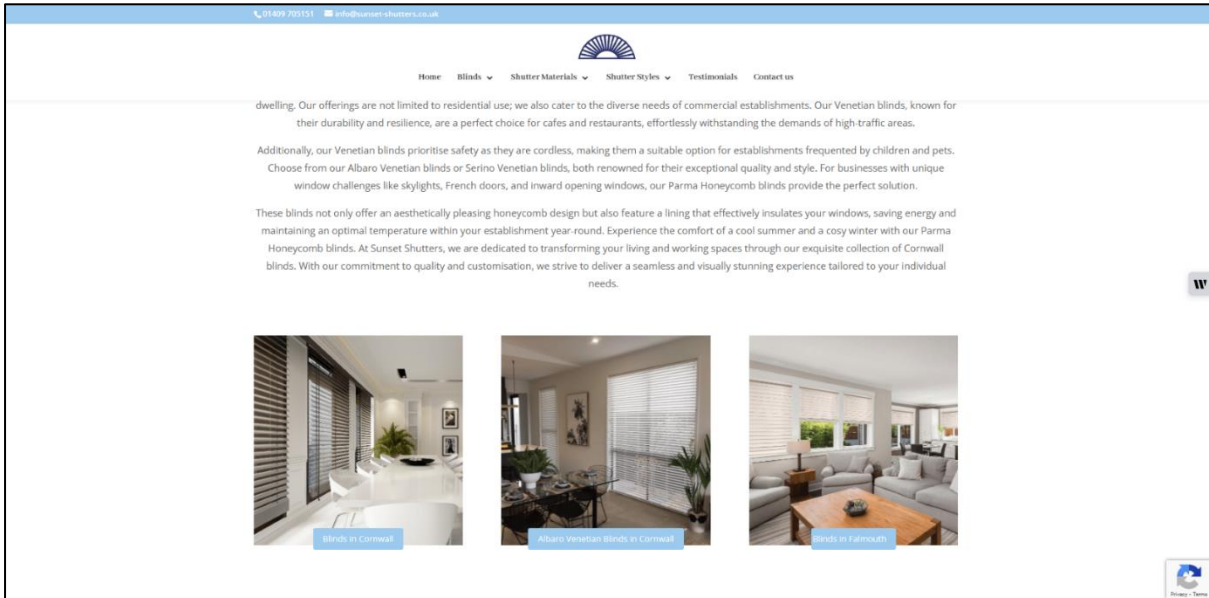 01409 705151 info@sunset-shutters.co.uk
Home Blinds Shutter Materials Shutter Styles Testimonials Contact us
dwelling. Our offerings are not limited to residential use; we also cater to the diverse needs of commercial establishments. Our Venetian blinds, known for
their durability and resilience, are a perfect choice for cafes and restaurants, effortlessly withstanding the demands of high-traffic areas.
Additionally, our Venetian blinds prioritise safety as they are cordless, making them a suitable option for establishments frequented by children and pets.
Choose from our Albaro Venetian blinds or Serino Venetian blinds, both renowned for their exceptional quality and style. For businesses with unique
window challenges like skylights, French doors, and inward opening windows, our Parma Honeycomb blinds provide the perfect solution.
These blinds not only offer an aesthetically pleasing honeycomb design but also feature a lining that effectively insulates your windows, saving energy and
maintaining an optimal temperature within your establishment year-round. Experience the comfort of a cool summer and a cosy winter with our Parma
Honeycomb blinds. At Sunset Shutters, we are dedicated to transforming your living and working spaces through our exquisite collection of Cornwall
blinds. With our commitment to quality and customisation, we strive to deliver a seamless and visually stunning experience tailored to your individual
needs.
W
Blinds in Cornwall Albaro Venetian Blinds in Cornwall Blinds in Falmouth
Privacy - Terms